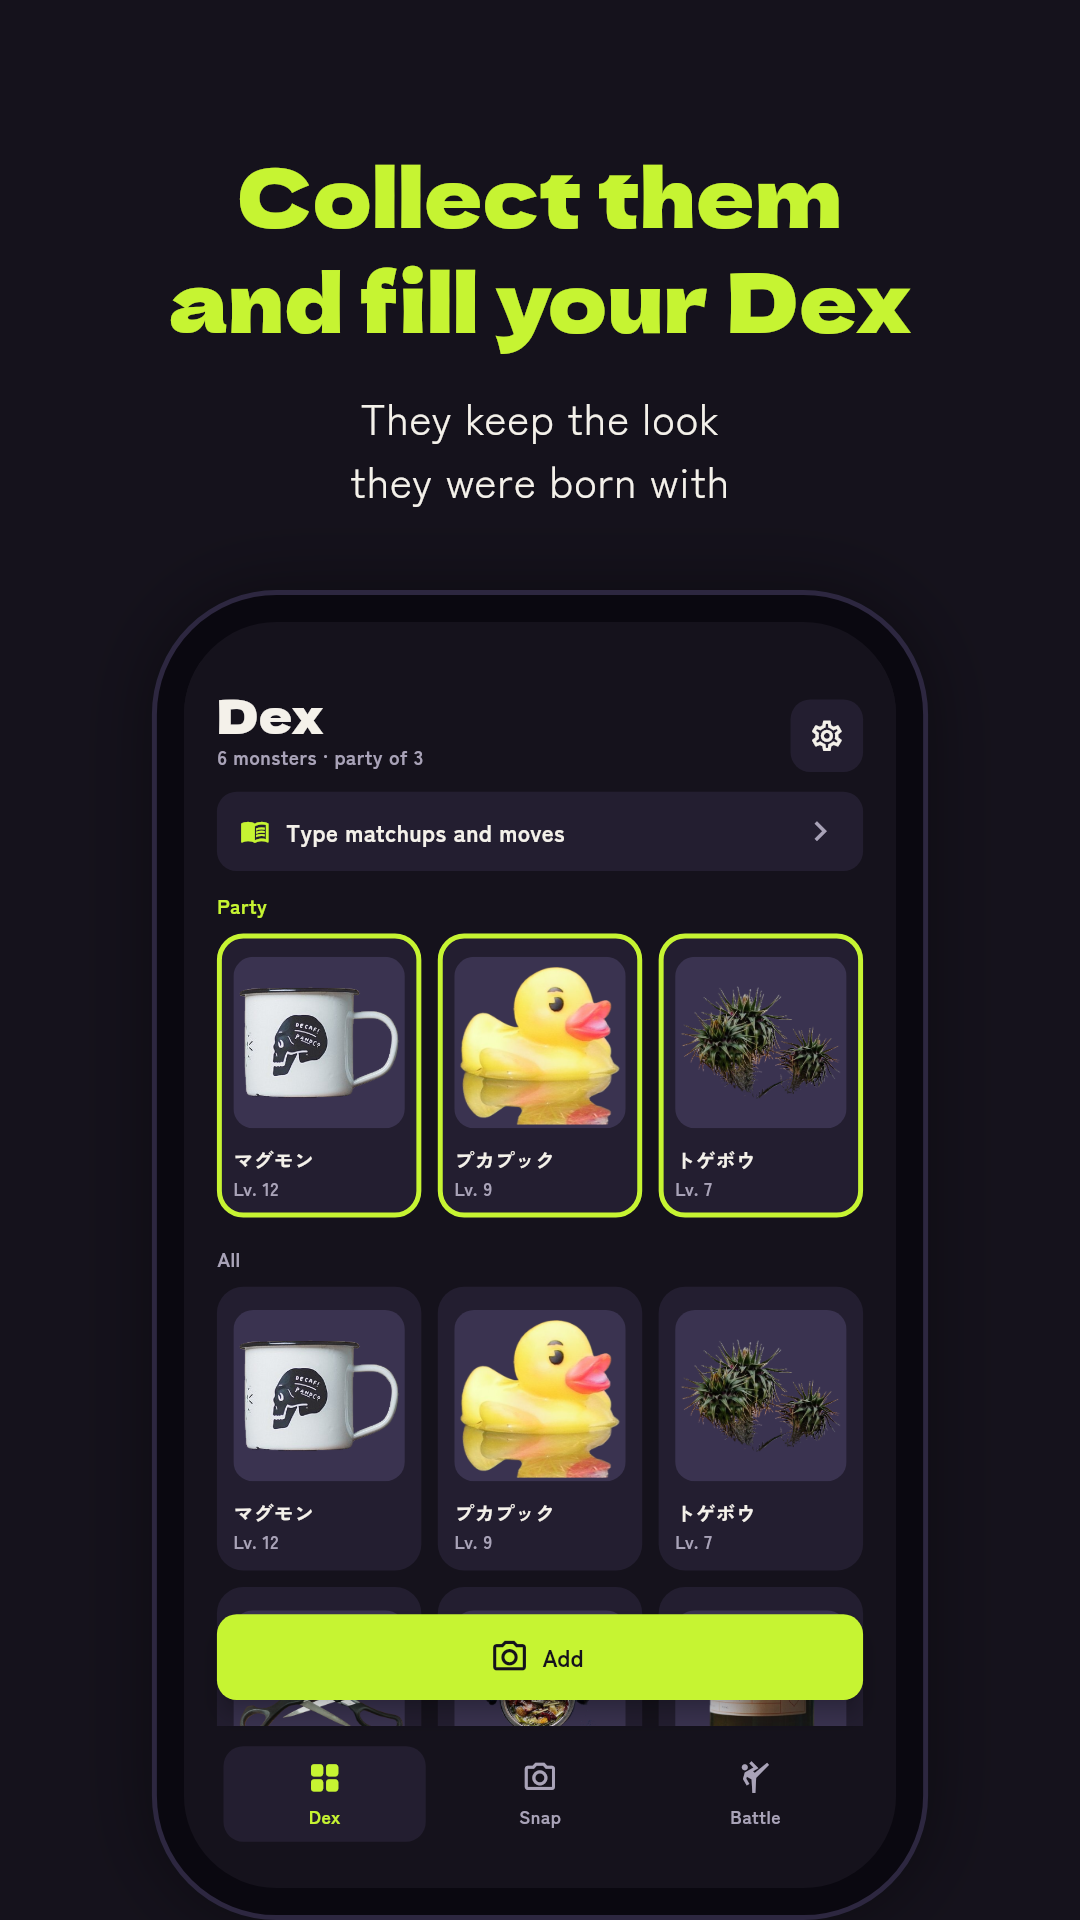 Collect them
and fill your Dex
They keep the look
they were born with
Dex
6 monsters · party of 3
Type matchups and moves
Party
DECAF!
マグモン
Lv. 12
プカプック
Lv. 9
トゲボウ
Lv. 7
All
DECAF!
マグモン
Lv. 12
プカプック
Lv. 9
トゲボウ
Lv. 7
Add
Dex
Snap
Battle